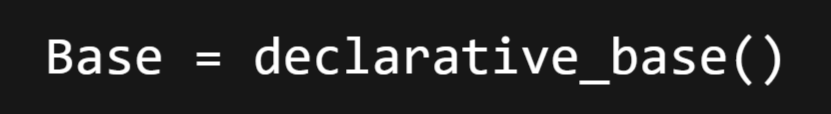 Base = declarative_base()